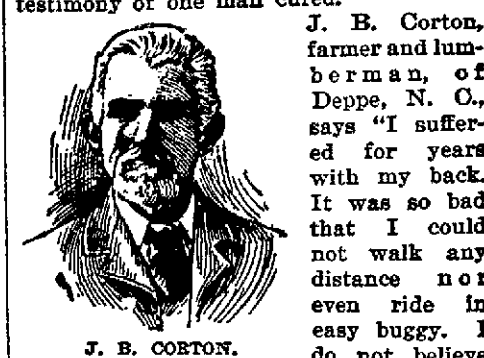 testimony of one man cured.
J. B. Corton,
farmer and lum-
berman, of
Deppe, N. C.,
says "I suffer-
ed for years
with my back.
It was so bad
that I could
not walk any
distance nor
even ride in
easy buggy. I
do not believe
J. B. CORTON.